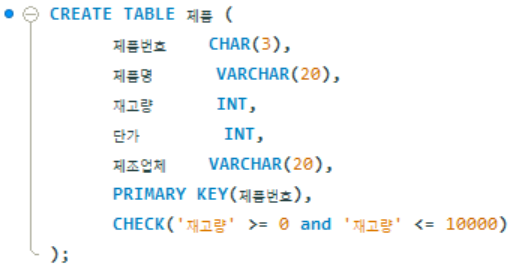 CREATE TABLE 제품 (
제품번호 CHAR(3),
제품명 VARCHAR(20),
재고량 INT,
단가 INT,
제조업체 VARCHAR(20),
PRIMARY KEY(제품번호),
CHECK('재고량' >= 0 and '재고량' <= 10000)
);